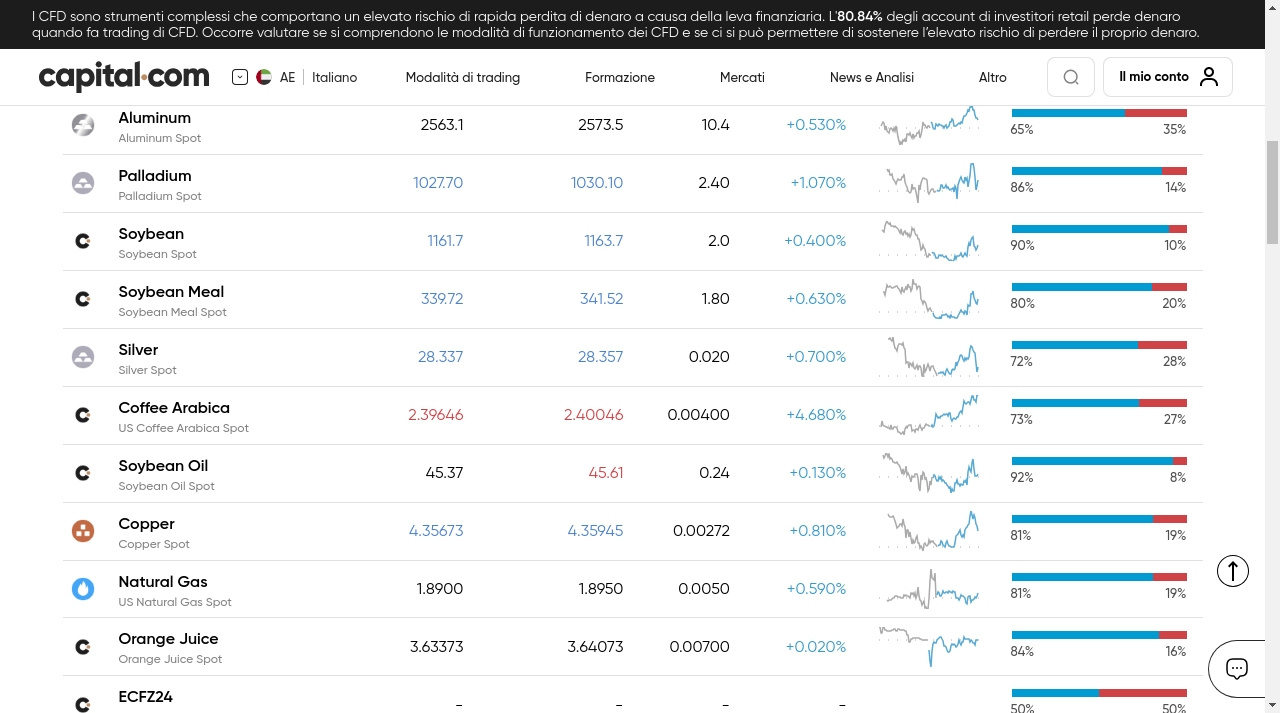 I CFD sono strumenti complessi che comportano un elevato rischio di rapida perdita di denaro a causa della leva finanziaria. L'80.84% degli account di investitori retail perde denaro
quando fa trading di CFD. Occorre valutare se si comprendono le modalità di funzionamento dei CFD e se ci si può permettere di sostenere l’elevato rischio di perdere il proprio denaro.
capital.com AE Italiano Modalità di trading Formazione Mercati News e Analisi Altro Il mio conto
Aluminum 2563.1 2573.5 10.4 +0.530%
Aluminum Spot 65% 35%
Palladium 1027.70 1030.10 2.40 +1.070%
Palladium Spot 86% 14%
Soybean 1161.7 1163.7 2.0 +0.400%
Soybean Spot 90% 10%
Soybean Meal 339.72 341.52 1.80 +0.630%
Soybean Meal Spot 80% 20%
Silver 28.337 28.357 0.020 +0.700%
Silver Spot 72% 28%
Coffee Arabica 2.39646 2.40046 0.00400 +4.680%
US Coffee Arabica Spot 73% 27%
Soybean Oil 45.37 45.61 0.24 +0.130%
Soybean Oil Spot 92% 8%
Copper 4.35673 4.35945 0.00272 +0.810%
Copper Spot 81% 19%
Natural Gas 1.8900 1.8950 0.0050 +0.590%
US Natural Gas Spot 81% 19%
Orange Juice 3.63373 3.64073 0.00700 +0.020%
Orange Juice Spot 84% 16%
ECFZ24 - - - -
50% 50%